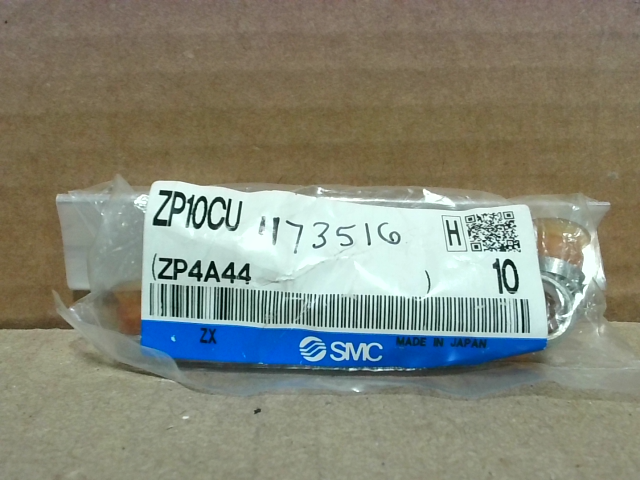 ZP10CU 1173516 H
(ZP4A44 ) 10
ZX SMC MADE IN JAPAN